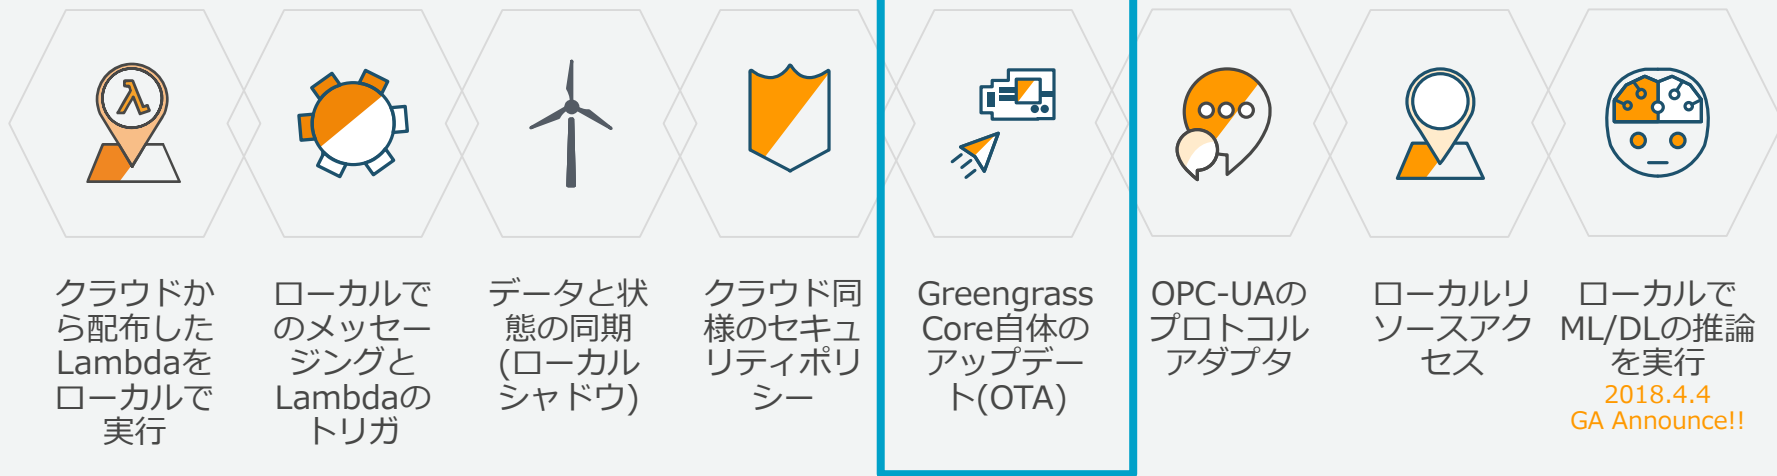 クラウドか
ら配布した
Lambdaを
ローカルで
実行
ローカルで
のメッセー
ジングと
Lambdaの
トリガ
データと状
態の同期
(ローカル
シャドウ)
クラウド同
様のセキュ
リティポリ
シー
Greengrass
Core自体の
アップデー
ト(OTA)
OPC-UAの
プロトコル
アダプタ
ローカルリ
ソースアク
セス
ローカルで
ML/DLの推論
を実行
2018.4.4
GA Announce!!